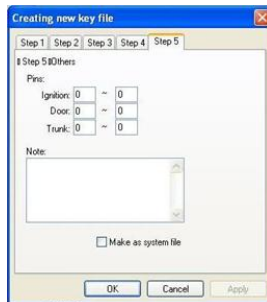 Creating new key file
Step 1 Step 2 Step 3 Step 4 Step 5
Step 5 Others
Pins:
Ignition: 0 ~ 0
Door: 0 ~ 0
Trunk: 0 ~ 0
Note:
Make as system file
OK Cancel Apply